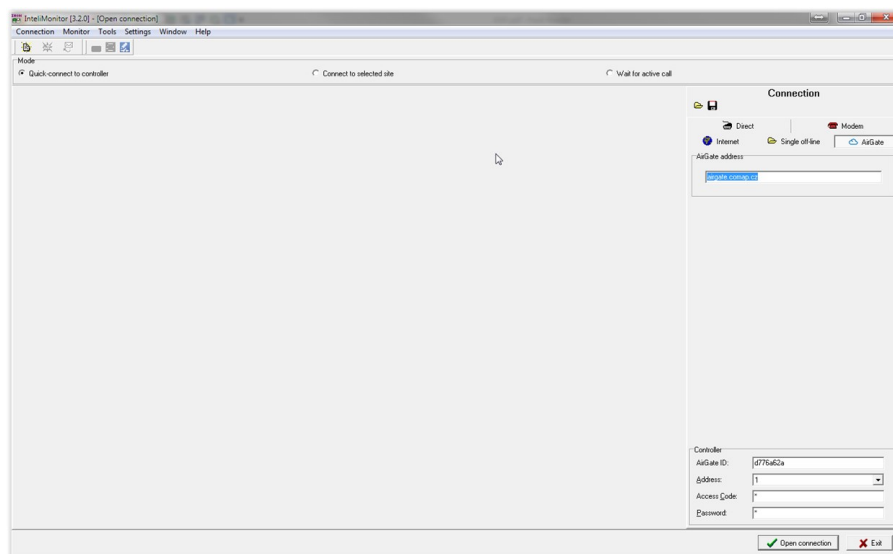 InteliMonitor [3.2.0] - [Open connection]
Connection Monitor Tools Settings Window Help
Mode
Quick-connect to controller Connect to selected site Wait for active call
Connection
Direct Modem
Internet Single off-line AirGate
AirGate address
airgate.comap.cz
Controller
AirGate ID: d776a62a
Address: 1
Access Code: *
Password: *
Open connection Exit